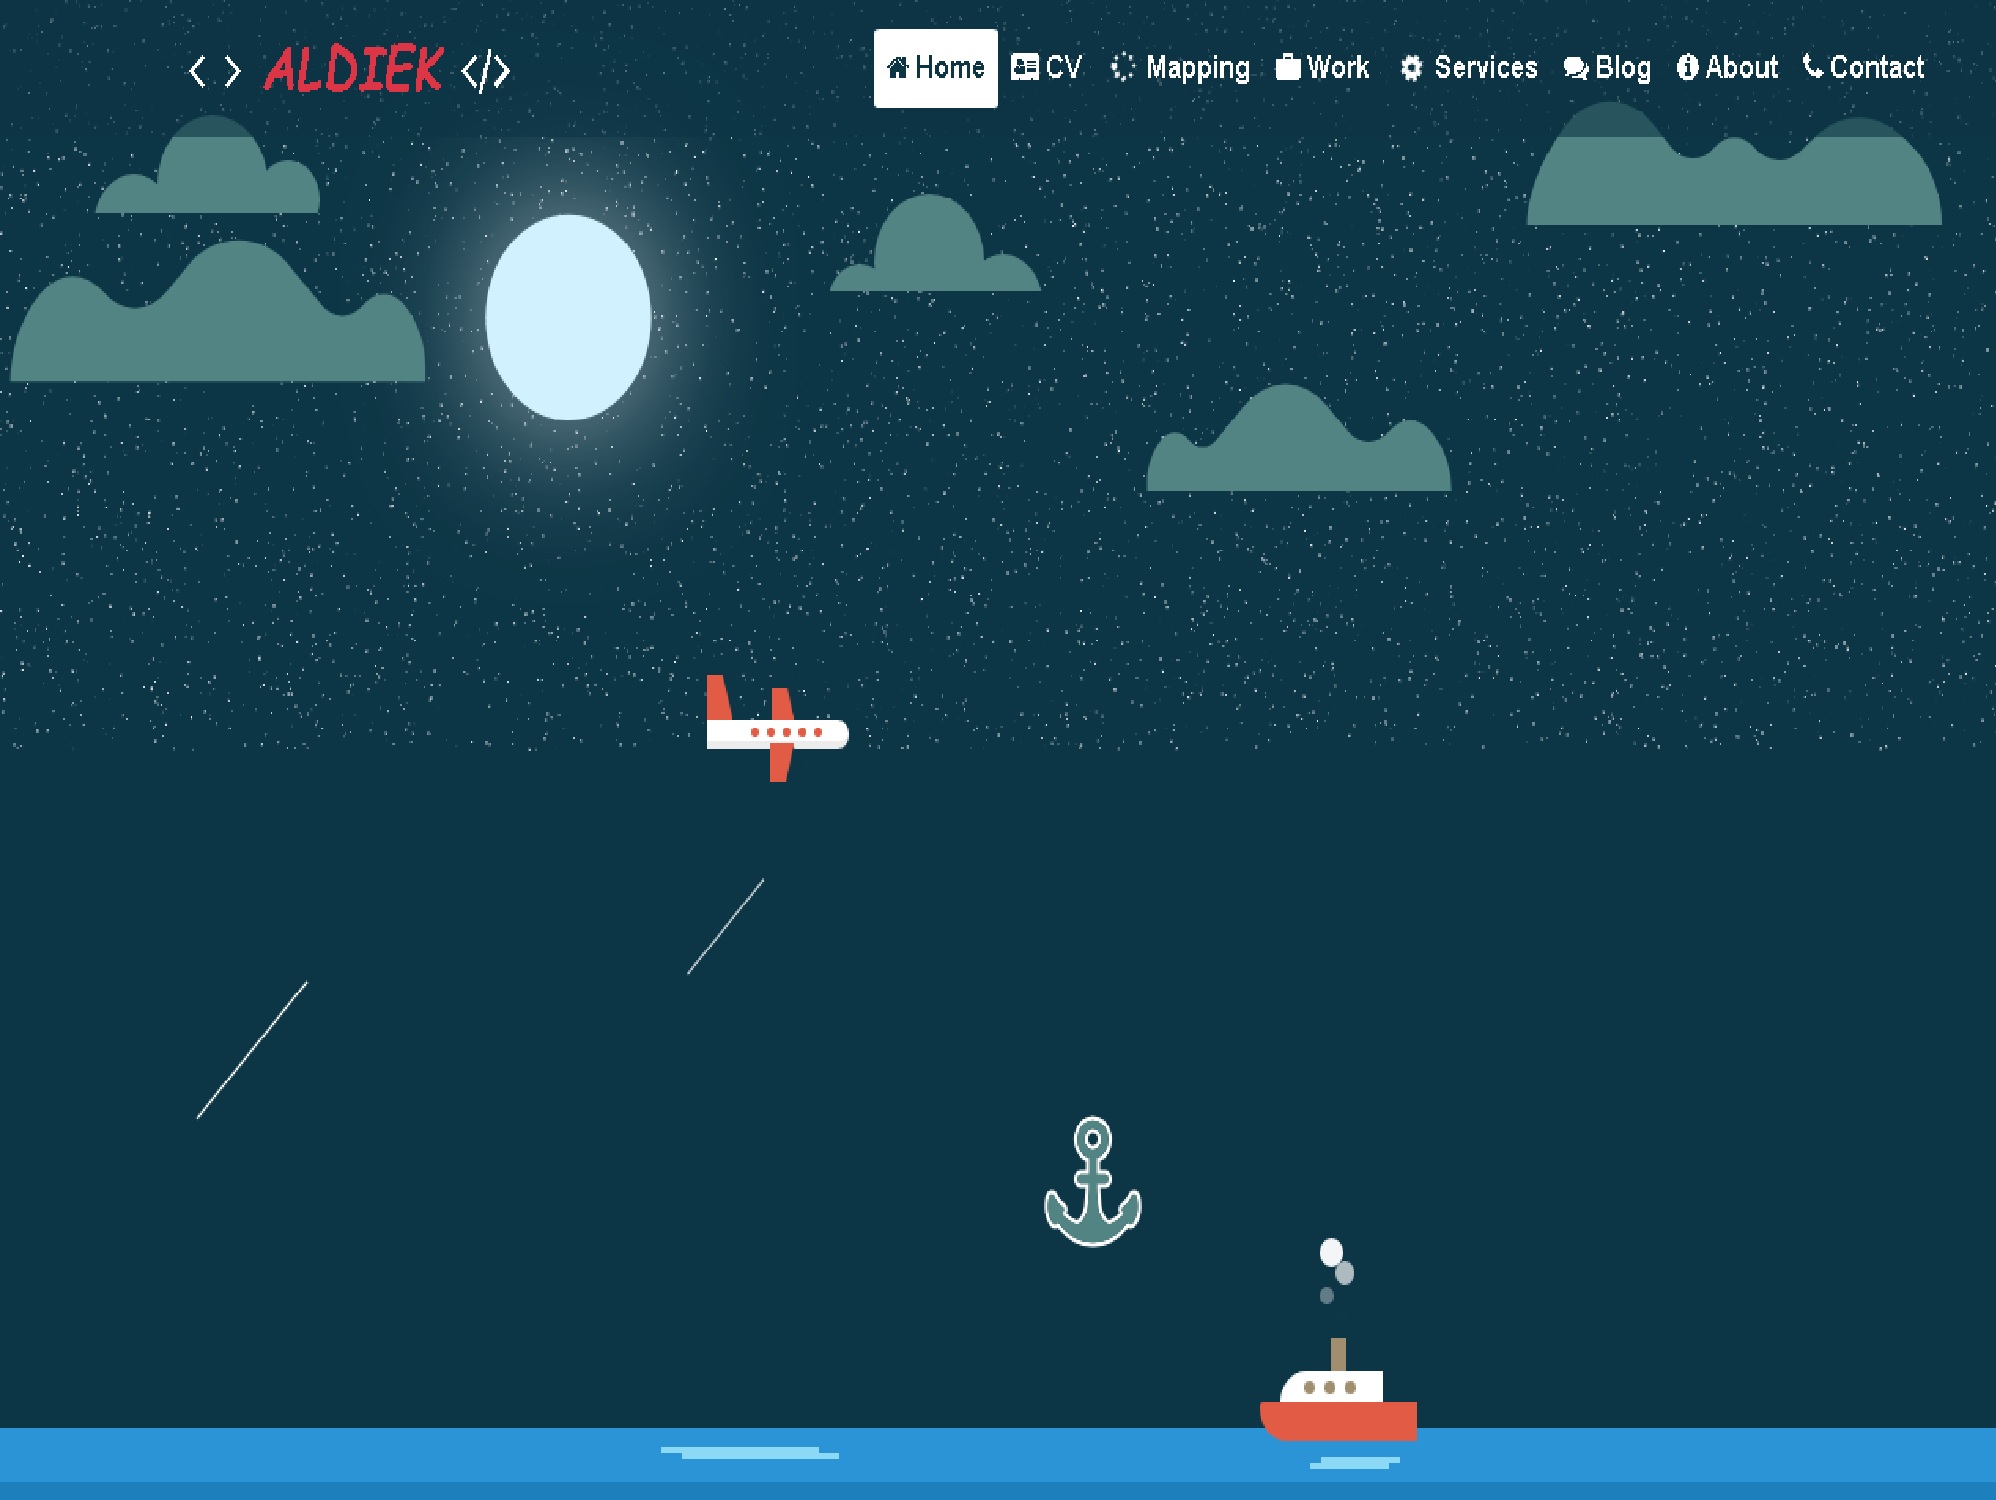 < > ALDIEK </>
Home CV Mapping Work Services Blog About Contact